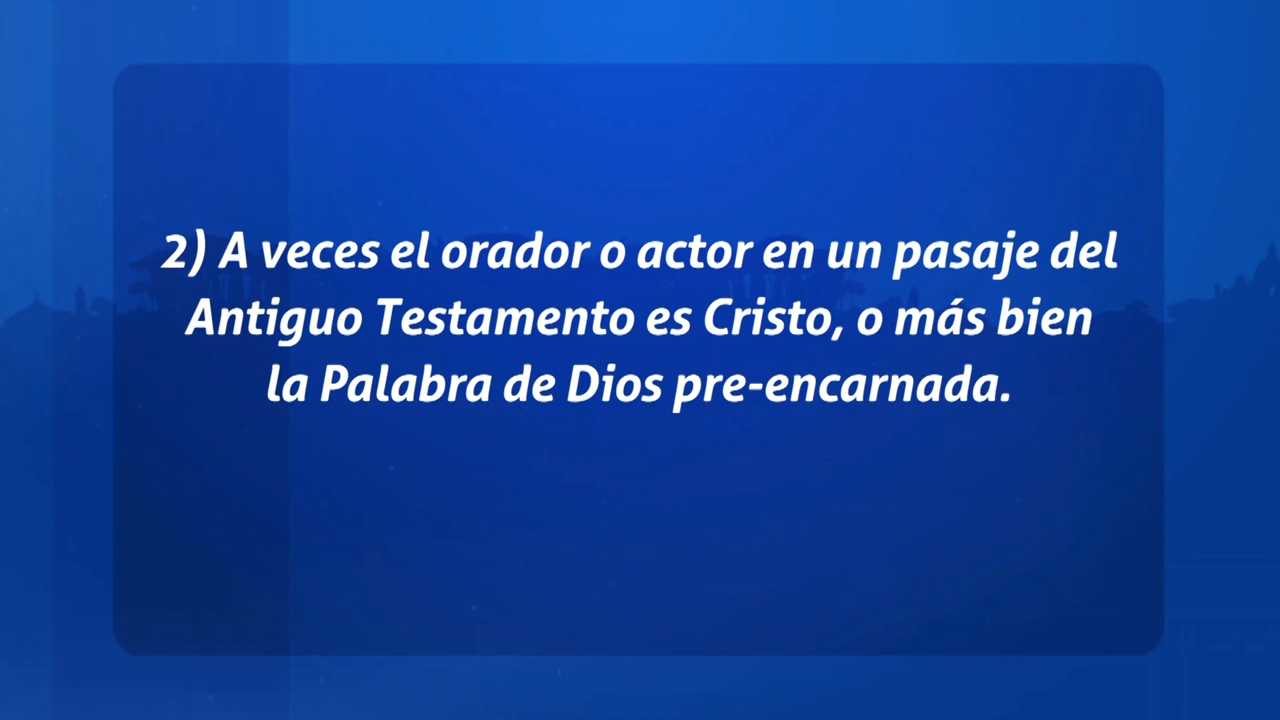 2) A veces el orador o actor en un pasaje del
Antiguo Testamento es Cristo, o más bien
la Palabra de Dios pre-encarnada.